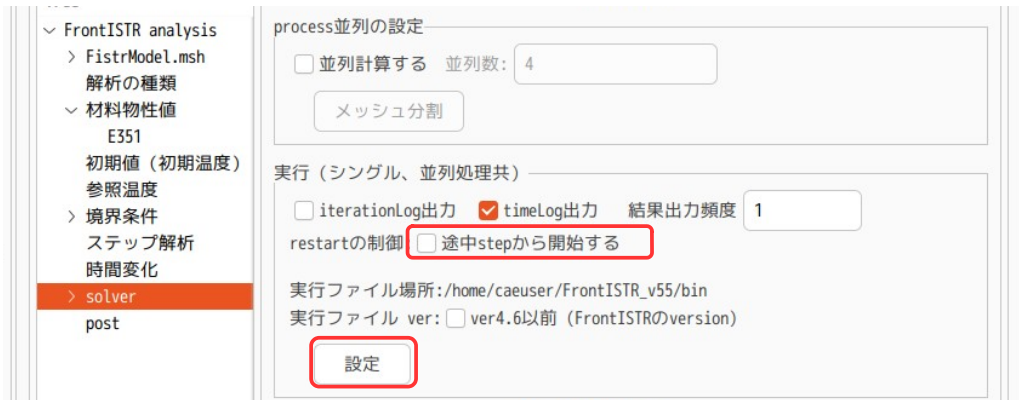 FrontISTR analysis
FistrModel.msh
解析の種類
材料物性値
E351
初期値（初期温度）
参照温度
境界条件
ステップ解析
時間変化
solver
post
process並列の設定
並列計算する 並列数: 4
メッシュ分割
実行（シングル、並列処理共）
iterationLog出力 timeLog出力 結果出力頻度 1
restartの制御 途中stepから開始する
実行ファイル場所:/home/caeuser/FrontISTR_v55/bin
実行ファイル ver: ver4.6以前（FrontISTRのversion）
設定